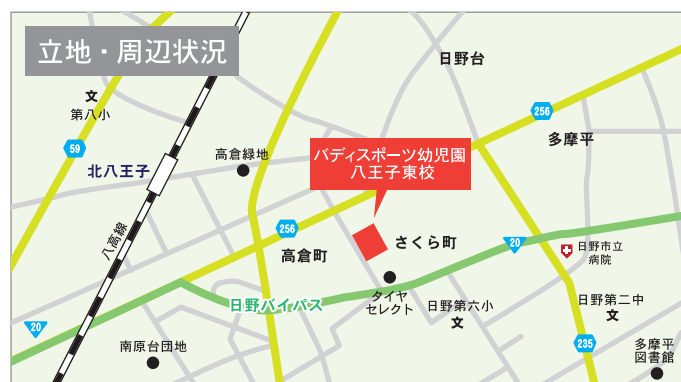 立地・周辺状況
日野台
文
第八小
256
多摩平
59
北八王子
高倉緑地
バディスポーツ幼児園
八王子東校
八高線
256
高倉町
さくら町
20
日野市立
病院
日野バイパス
タイヤ
セレクト
日野第六小
文
日野第二中
文
20
南原台団地
235
多摩平
図書館